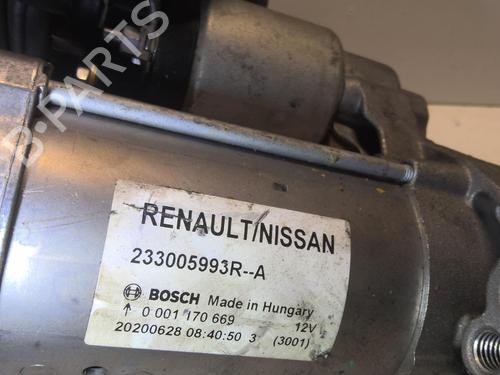 B-PARTS
RENAULT/NISSAN
233005993R--A
BOSCH Made in Hungary
↑ 0 001 170 669 12V
20200628 08:40:50 3 (3001)